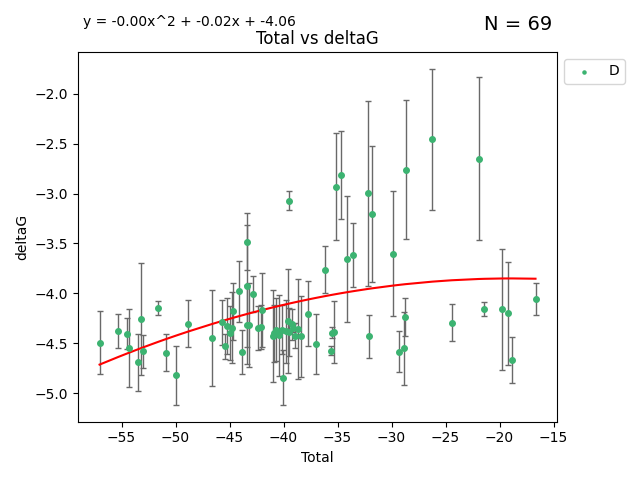 y = -0.00x^2 + -0.02x + -4.06
N = 69
Total vs deltaG
D
deltaG
−2.0
−2.5
−3.0
−3.5
−4.0
−4.5
−5.0
−55 −50 −45 −40 −35 −30 −25 −20 −15
Total